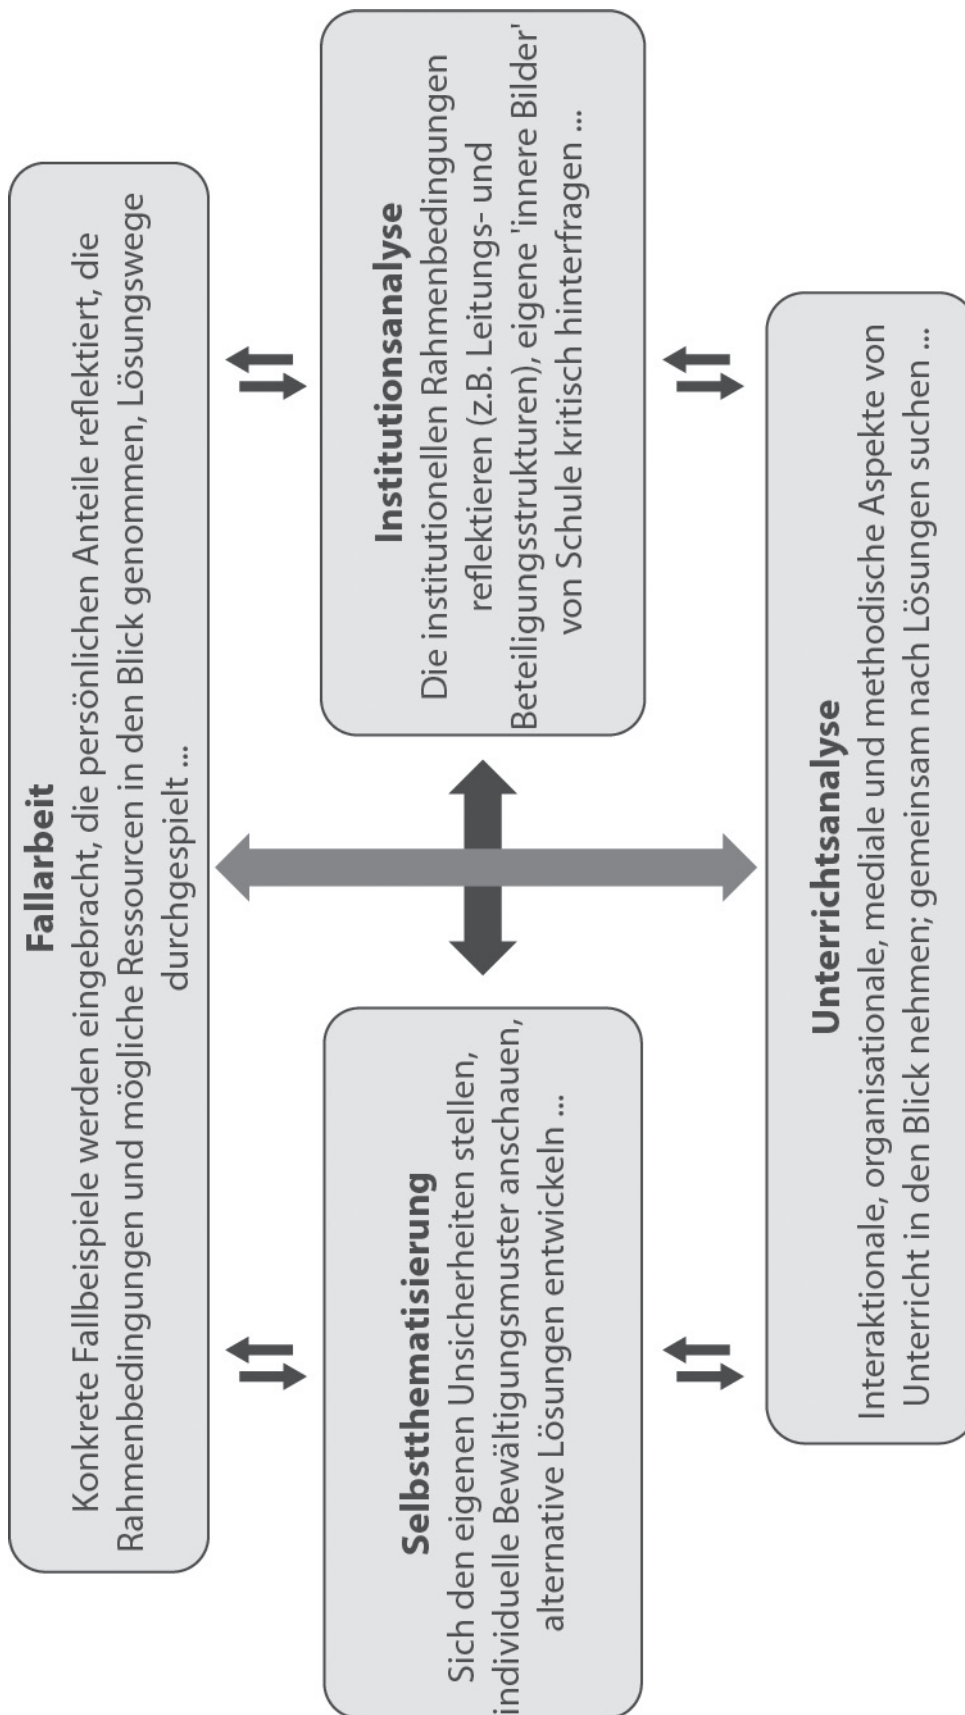 Fallarbeit
Konkrete Fallbeispiele werden eingebracht, die persönlichen Anteile reflektiert, die
Rahmenbedingungen und mögliche Ressourcen in den Blick genommen, Lösungswege
durchgespielt ...
Selbstthematisierung
Sich den eigenen Unsicherheiten stellen,
individuelle Bewältigungsmuster anschauen,
alternative Lösungen entwickeln ...
Institutionsanalyse
Die institutionellen Rahmenbedingungen
reflektieren (z.B. Leitungs- und
Beteiligungsstrukturen), eigene 'innere Bilder'
von Schule kritisch hinterfragen ...
Unterrichtsanalyse
Interaktionale, organisationale, mediale und methodische Aspekte von
Unterricht in den Blick nehmen; gemeinsam nach Lösungen suchen ...